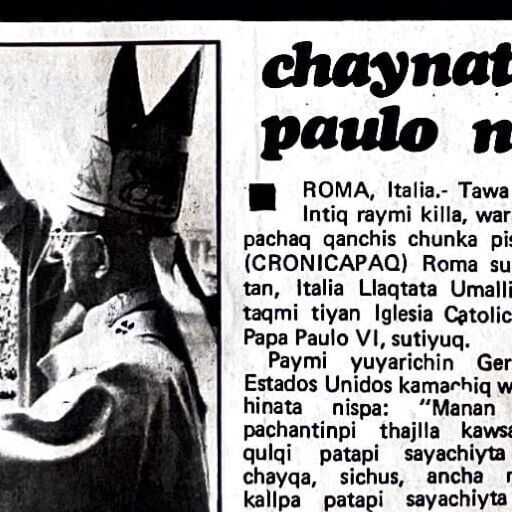 chaynat
paulo n
ROMA, Italia.- Tawa
Intiq raymi killa, war
pachaq qanchis chunka pis
(CRONICAPAQ) Roma su
tan, Italia Llaqtata Umalli
taqmi tiyan Iglesia Catolic
Papa Paulo VI, sutiyuq.
Paymi yuyarichin Ger
Estados Unidos kamachiq w
hinata nispa: “Manan
pachantinpi thajlla kawsa
qulqi patapi sayachiyta
chayqa, sichus, ancha
kallpa patapi sayachiyta